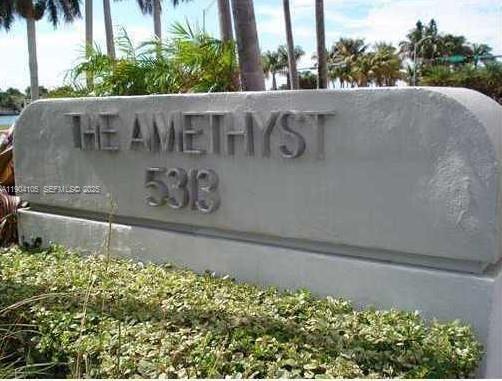 THE AMETHYST
5313
A11904105 SEFMLS© 2025